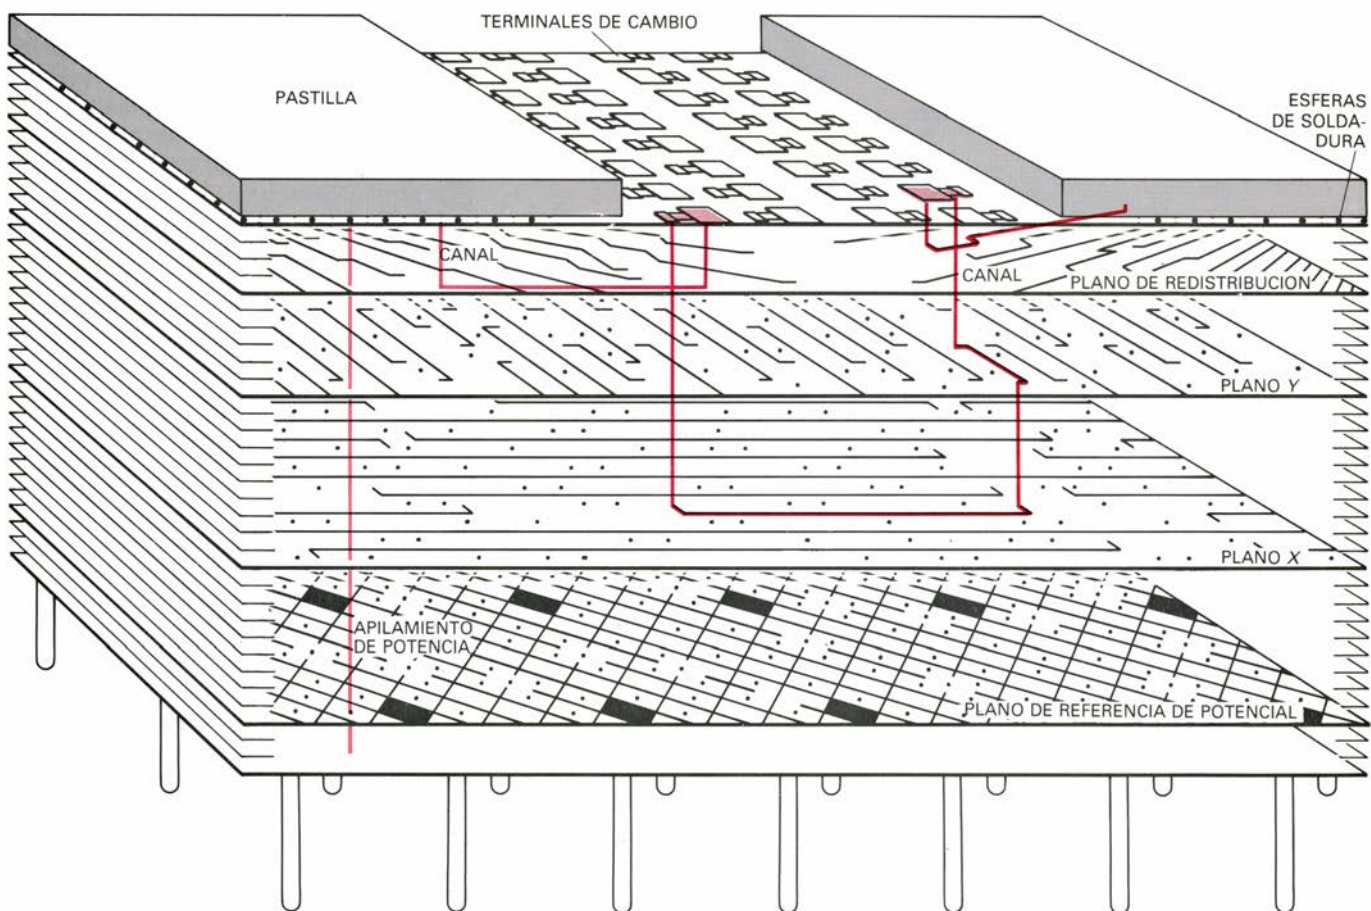 TERMINALES DE CAMBIO
PASTILLA
ESFERAS
DE SOLDA-
DURA
CANAL
CANAL
PLANO DE REDISTRIBUCION
PLANO Y
PLANO X
APILAMIENTO
DE POTENCIA
PLANO DE REFERENCIA DE POTENCIAL